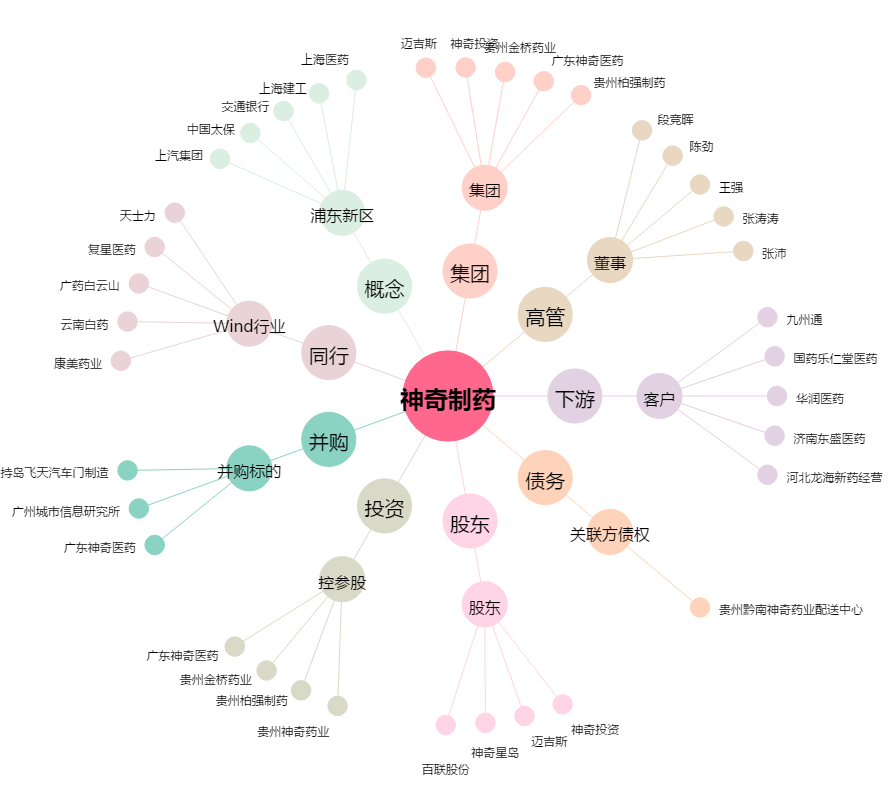 神奇制药
集团
集团
迈吉斯
神奇投资
贵州金桥药业
广东神奇医药
贵州柏强制药
高管
董事
段竞晖
陈劲
王强
张涛涛
张沛
下游
客户
九州通
国药乐仁堂医药
华润医药
济南东盛医药
河北龙海新药经营
债务
关联方债权
贵州黔南神奇药业配送中心
股东
股东
神奇投资
迈吉斯
神奇星岛
百联股份
投资
控参股
贵州神奇药业
贵州柏强制药
贵州金桥药业
广东神奇医药
并购
并购标的
广东神奇医药
广州城市信息研究所
持岛飞天汽车门制造
同行
Wind行业
康美药业
云南白药
广药白云山
复星医药
天士力
概念
浦东新区
上汽集团
中国太保
交通银行
上海建工
上海医药